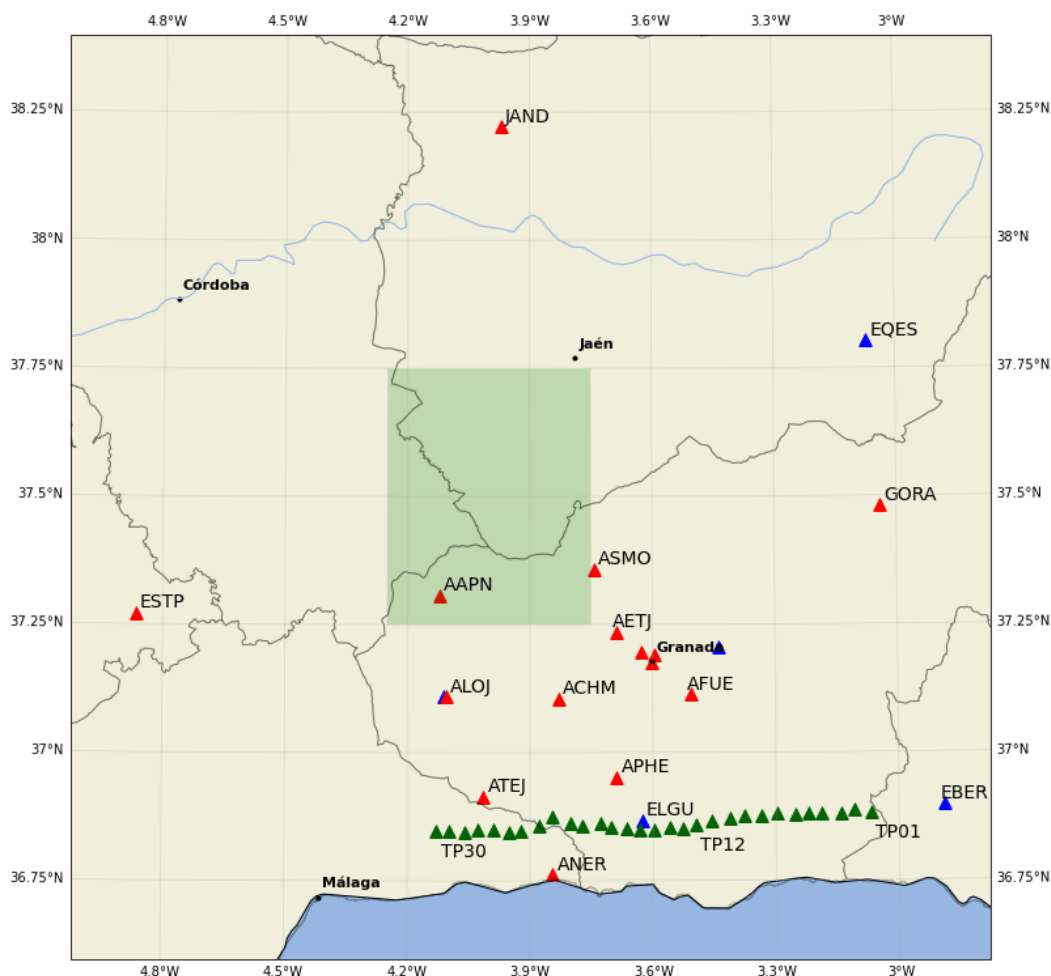 4.8°W 4.5°W 4.2°W 3.9°W 3.6°W 3.3°W 3°W
38.25°N 38.25°N
JAND
38°N 38°N
Córdoba
EQES
Jaén
37.75°N 37.75°N
37.5°N GORA 37.5°N
ASMO
AAPN
ESTP
37.25°N AETJ 37.25°N
Granada
ALOJ ACHM AFUE
37°N 37°N
APHE
ATEJ
ELGU EBER
TP30 TP12 TP01
ANER
36.75°N Málaga 36.75°N
4.8°W 4.5°W 4.2°W 3.9°W 3.6°W 3.3°W 3°W